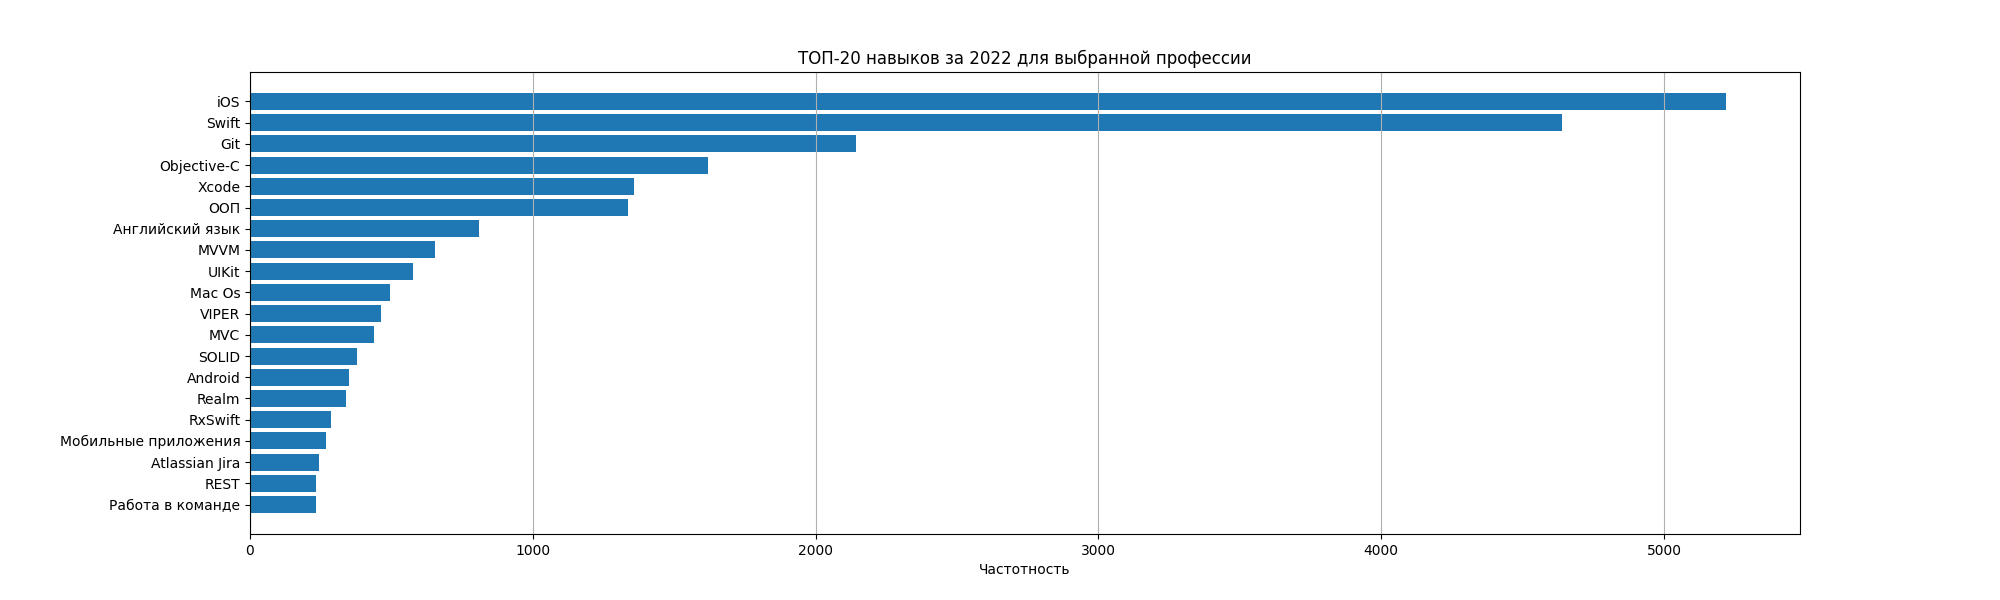 ТОП-20 навыков за 2022 для выбранной профессии
iOS
Swift
Git
Objective-C
Xcode
ООП
Английский язык
MVVM
UIKit
Mac Os
VIPER
MVC
SOLID
Android
Realm
RxSwift
Мобильные приложения
Atlassian Jira
REST
Работа в команде
0 1000 2000 3000 4000 5000
Частотность